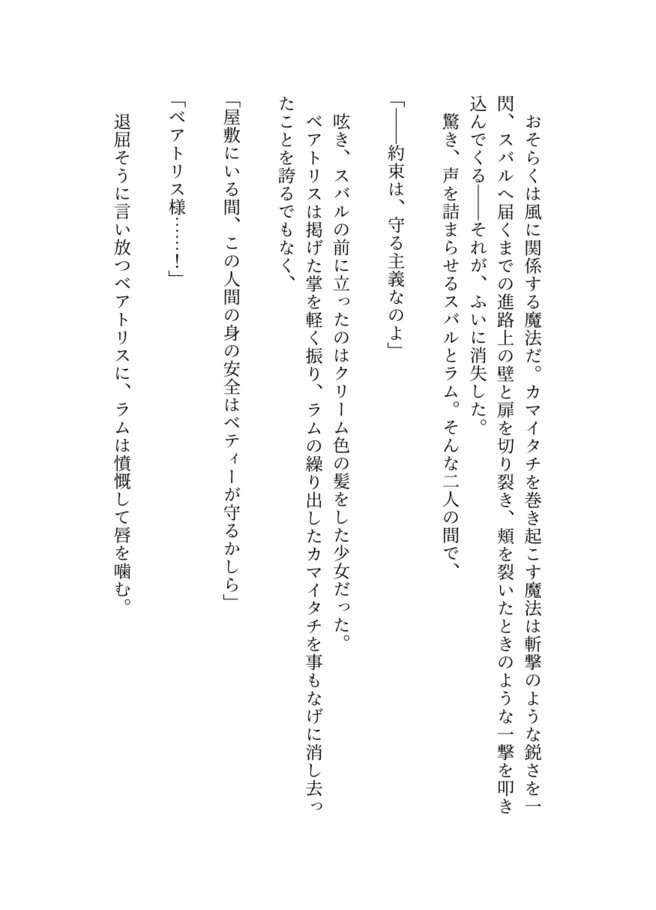 おそらくは風に関係する魔法だ。カマイタチを巻き起こす魔法は斬撃のような鋭さを一
閃、スバルへ届くまでの進路上の壁と扉を切り裂き、頬を裂いたときのような一撃を叩き
込んでくる――それが、ふいに消失した。
　驚き、声を詰まらせるスバルとラム。そんな二人の間で、
「――約束は、守る主義なのよ」
　呟き、スバルの前に立ったのはクリーム色の髪をした少女だった。
　ベアトリスは掲げた掌を軽く振り、ラムの繰り出したカマイタチを事もなげに消し去っ
たことを誇るでもなく、
「屋敷にいる間、この人間の身の安全はベティーが守るかしら」
「ベアトリス様……！」
　退屈そうに言い放つベアトリスに、ラムは憤慨して唇を噛む。